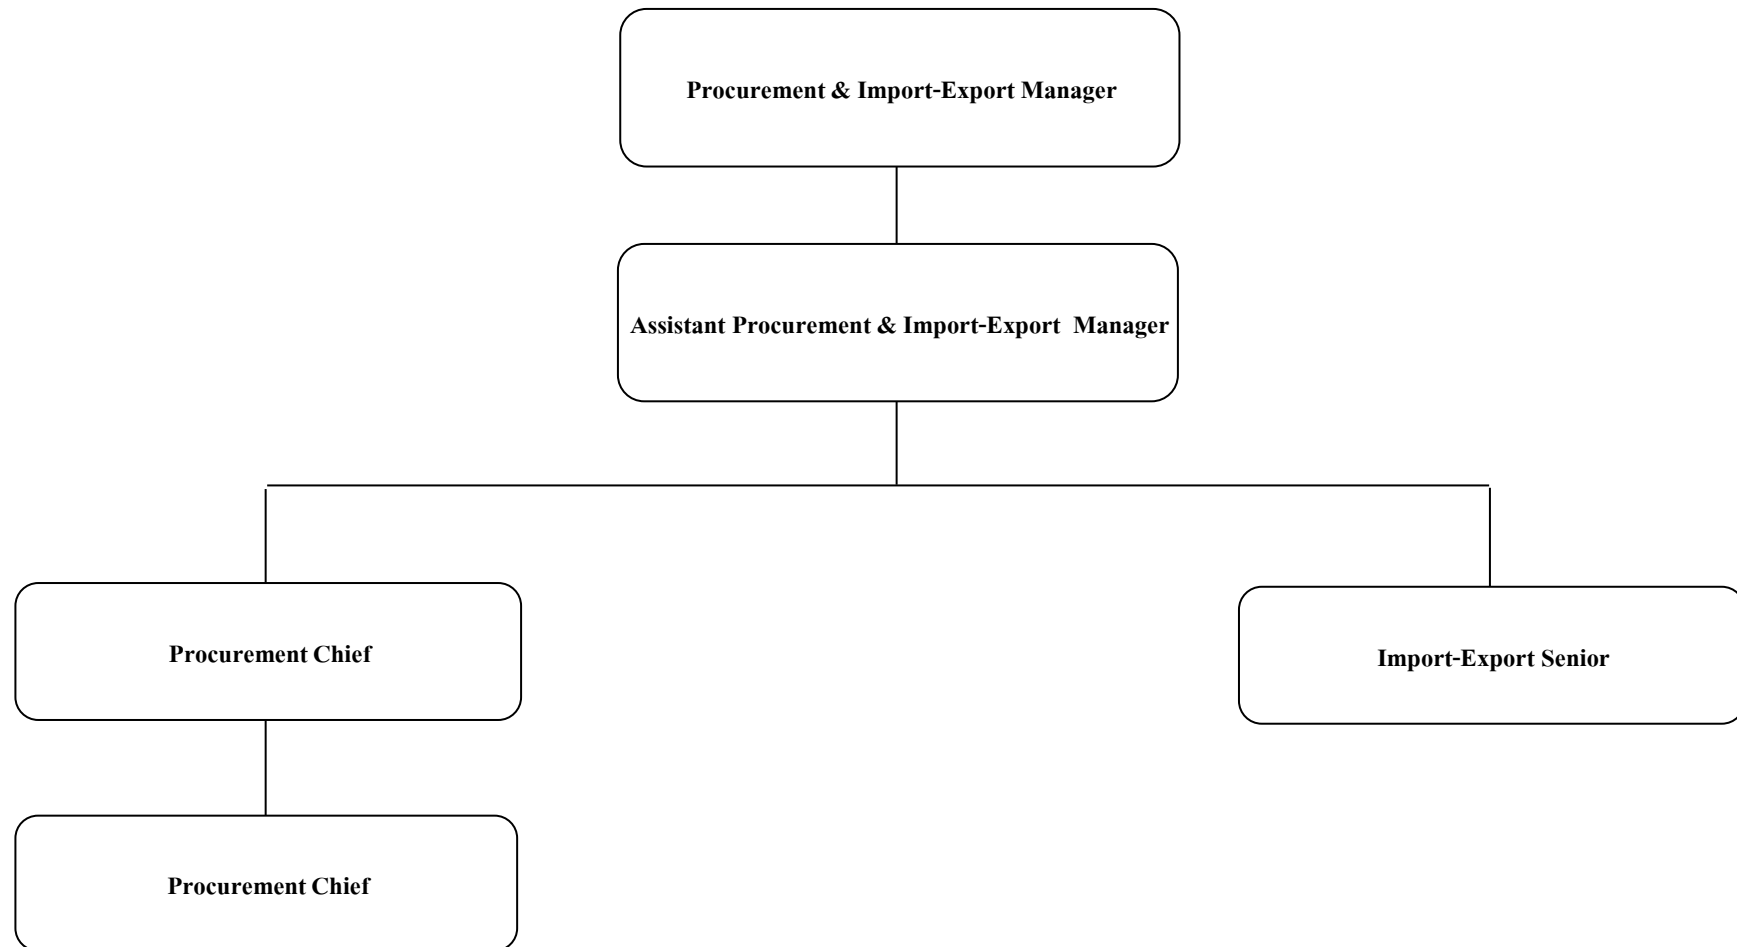 Procurement & Import-Export Manager
Assistant Procurement & Import-Export  Manager
Procurement Chief
Import-Export Senior
Procurement Chief